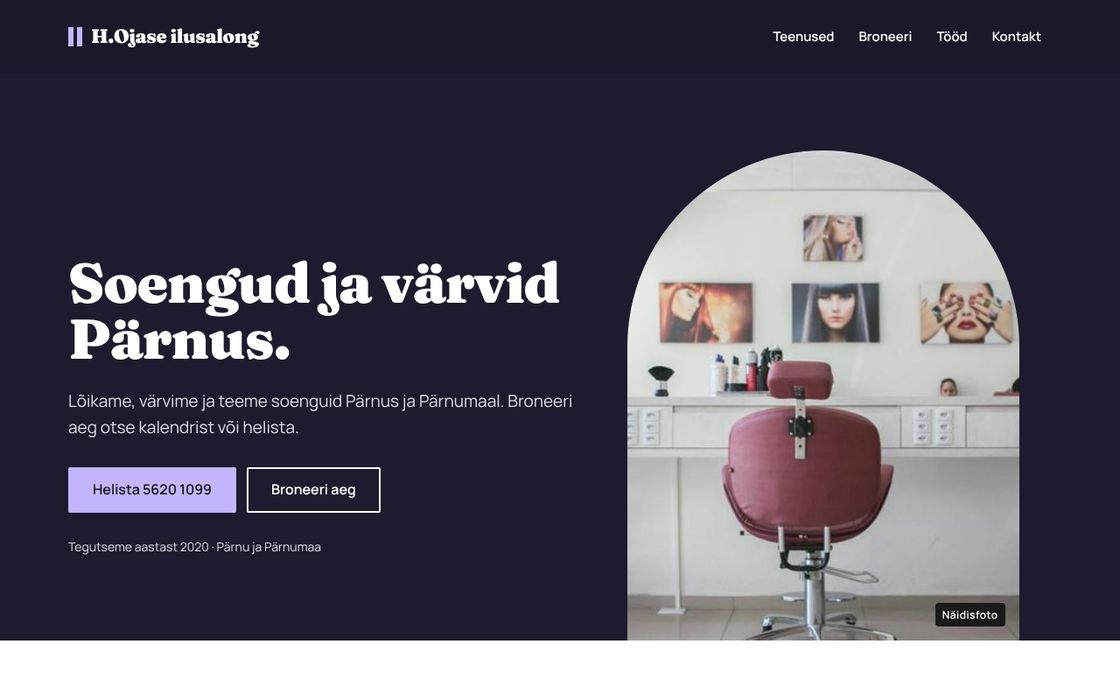 H.Ojase ilusalong
Teenused
Broneeri
Tööd
Kontakt
Soengud ja värvid
Pärnus.
Lõikame, värvime ja teeme soenguid Pärnus ja Pärnumaal. Broneeri
aeg otse kalendrist või helista.
Helista 5620 1099
Broneeri aeg
Tegutseme aastast 2020 · Pärnu ja Pärnumaa
Näidisfoto